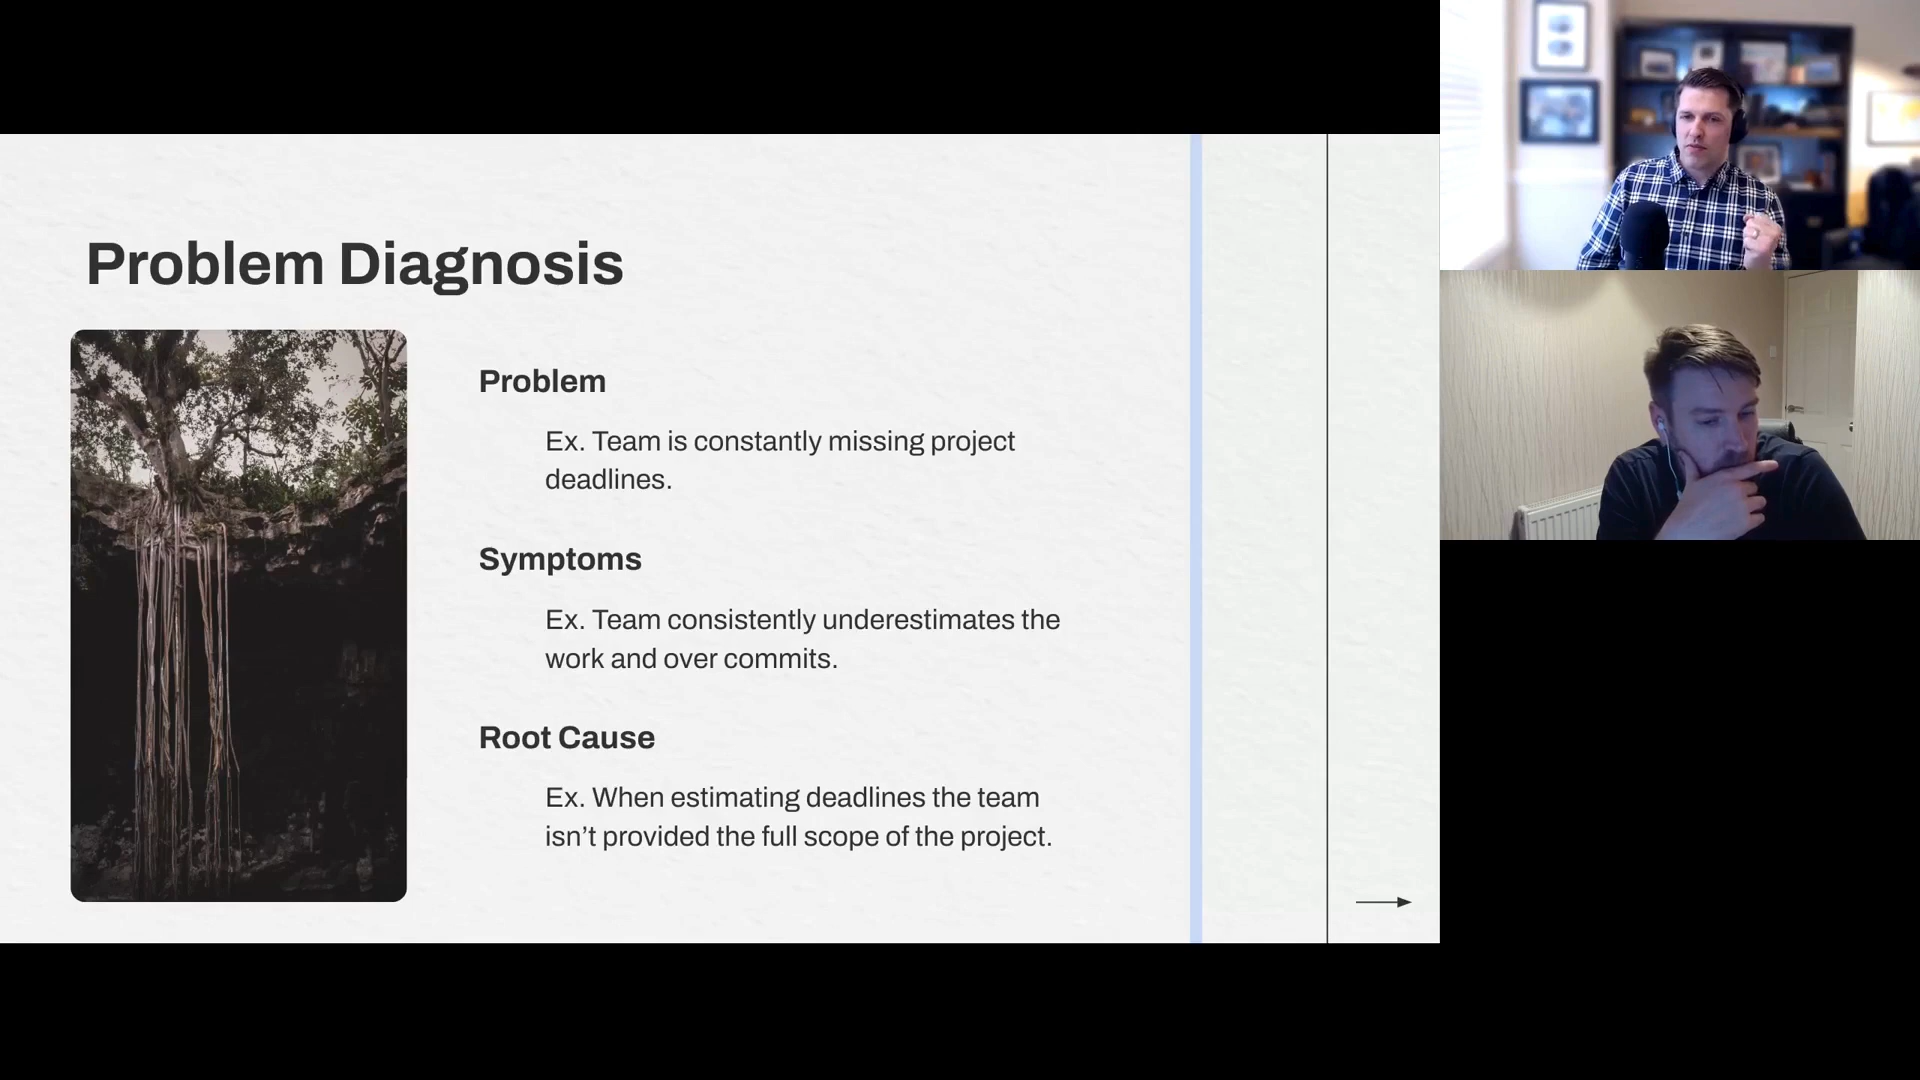 Problem Diagnosis
Problem
Ex. Team is constantly missing project
deadlines.
Symptoms
Ex. Team consistently underestimates the
work and over commits.
Root Cause
Ex. When estimating deadlines the team
isn’t provided the full scope of the project.